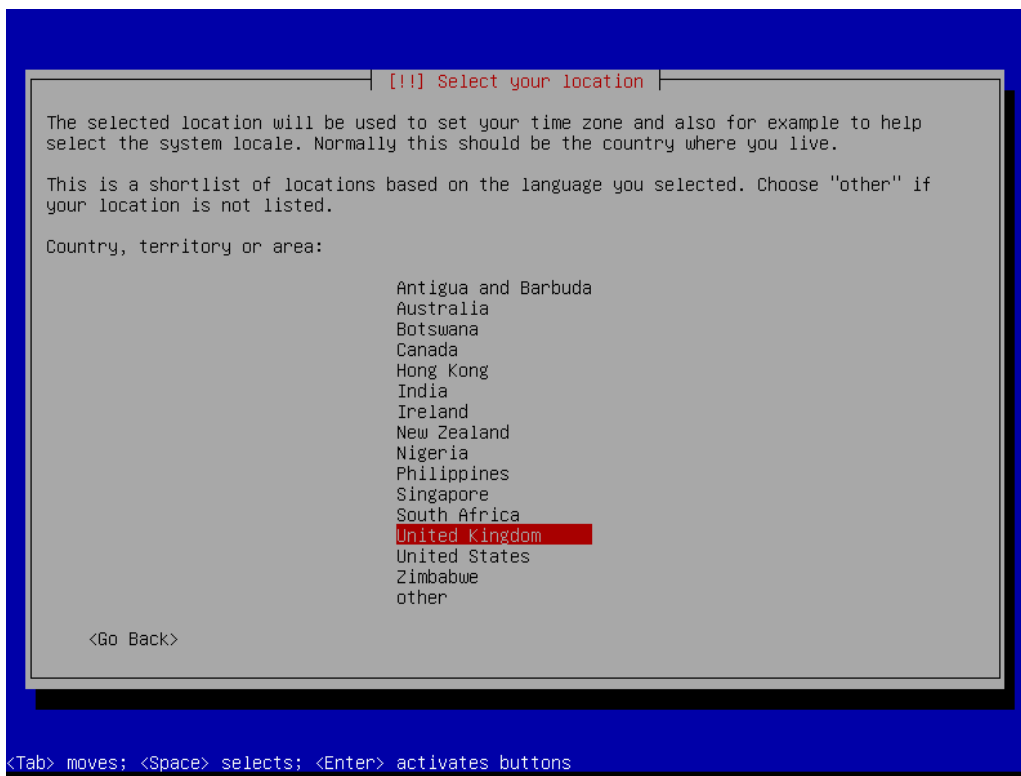 [!!] Select your location
The selected location will be used to set your time zone and also for example to help
select the system locale. Normally this should be the country where you live.
This is a shortlist of locations based on the language you selected. Choose "other" if
your location is not listed.
Country, territory or area:
Antigua and Barbuda
Australia
Botswana
Canada
Hong Kong
India
Ireland
New Zealand
Nigeria
Philippines
Singapore
South Africa
United Kingdom
United States
Zimbabwe
other
<Go Back>
<Tab> moves; <Space> selects; <Enter> activates buttons